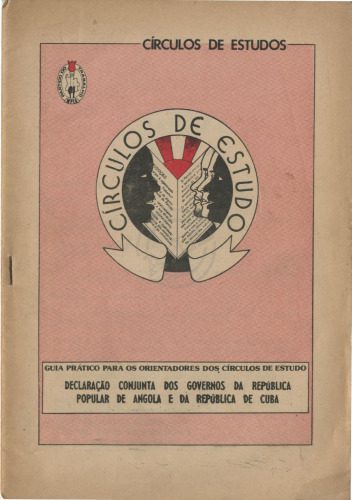 CÍRCULOS DE ESTUDOS
CÍRCULOS DE ESTUDO
GUIA PRÁTICO PARA OS ORIENTADORES DOS CÍRCULOS DE ESTUDO
DECLARAÇÃO CONJUNTA DOS GOVERNOS DA REPÚBLICA
POPULAR DE ANGOLA E DA REPÚBLICA DE CUBA